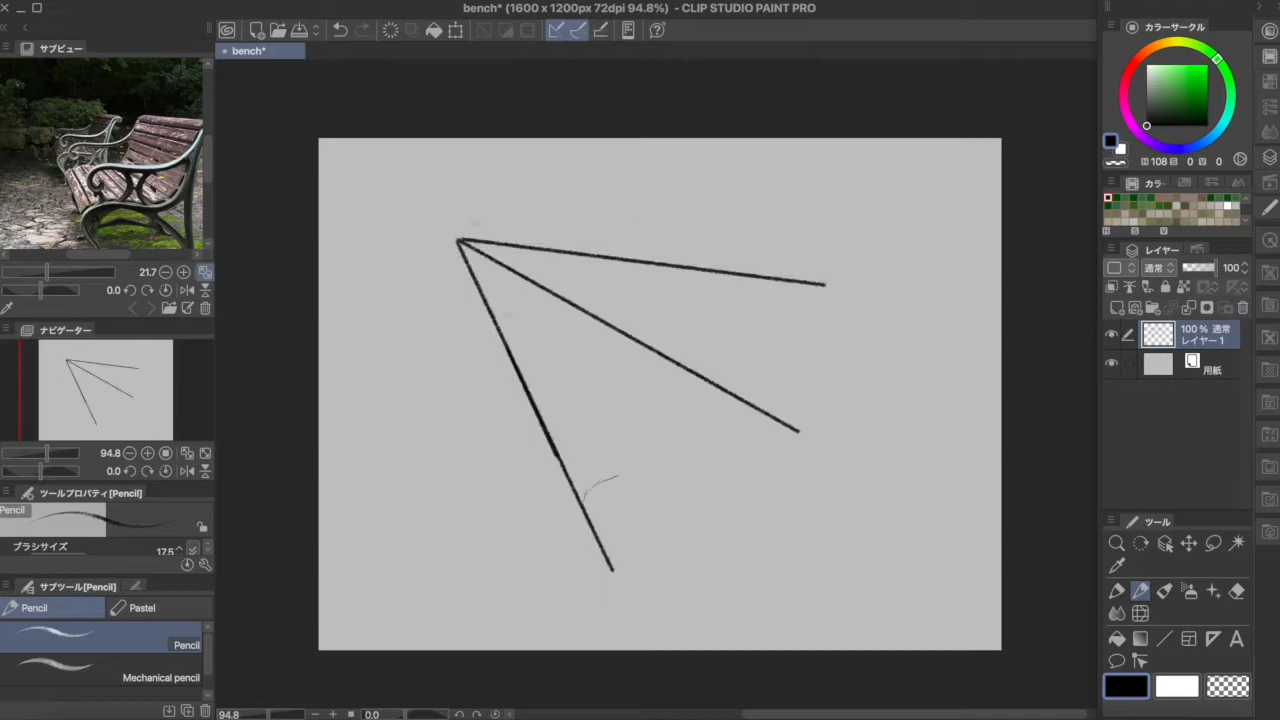 bench* (1600 x 1200px 72dpi 94.8%) - CLIP STUDIO PAINT PRO
bench*
サブビュー
21.7
0.0
ナビゲーター
94.8
0.0
ツールプロパティ[Pencil]
Pencil
ブラシサイズ
17.5
サブツール[Pencil]
Pencil
Pastel
Pencil
Mechanical pencil
94.8
0.0
カラーサークル
H 108 S 0 V 0
カラ
H S V
レイヤー
通常
100
100 % 通常
レイヤー 1
用紙
ツール